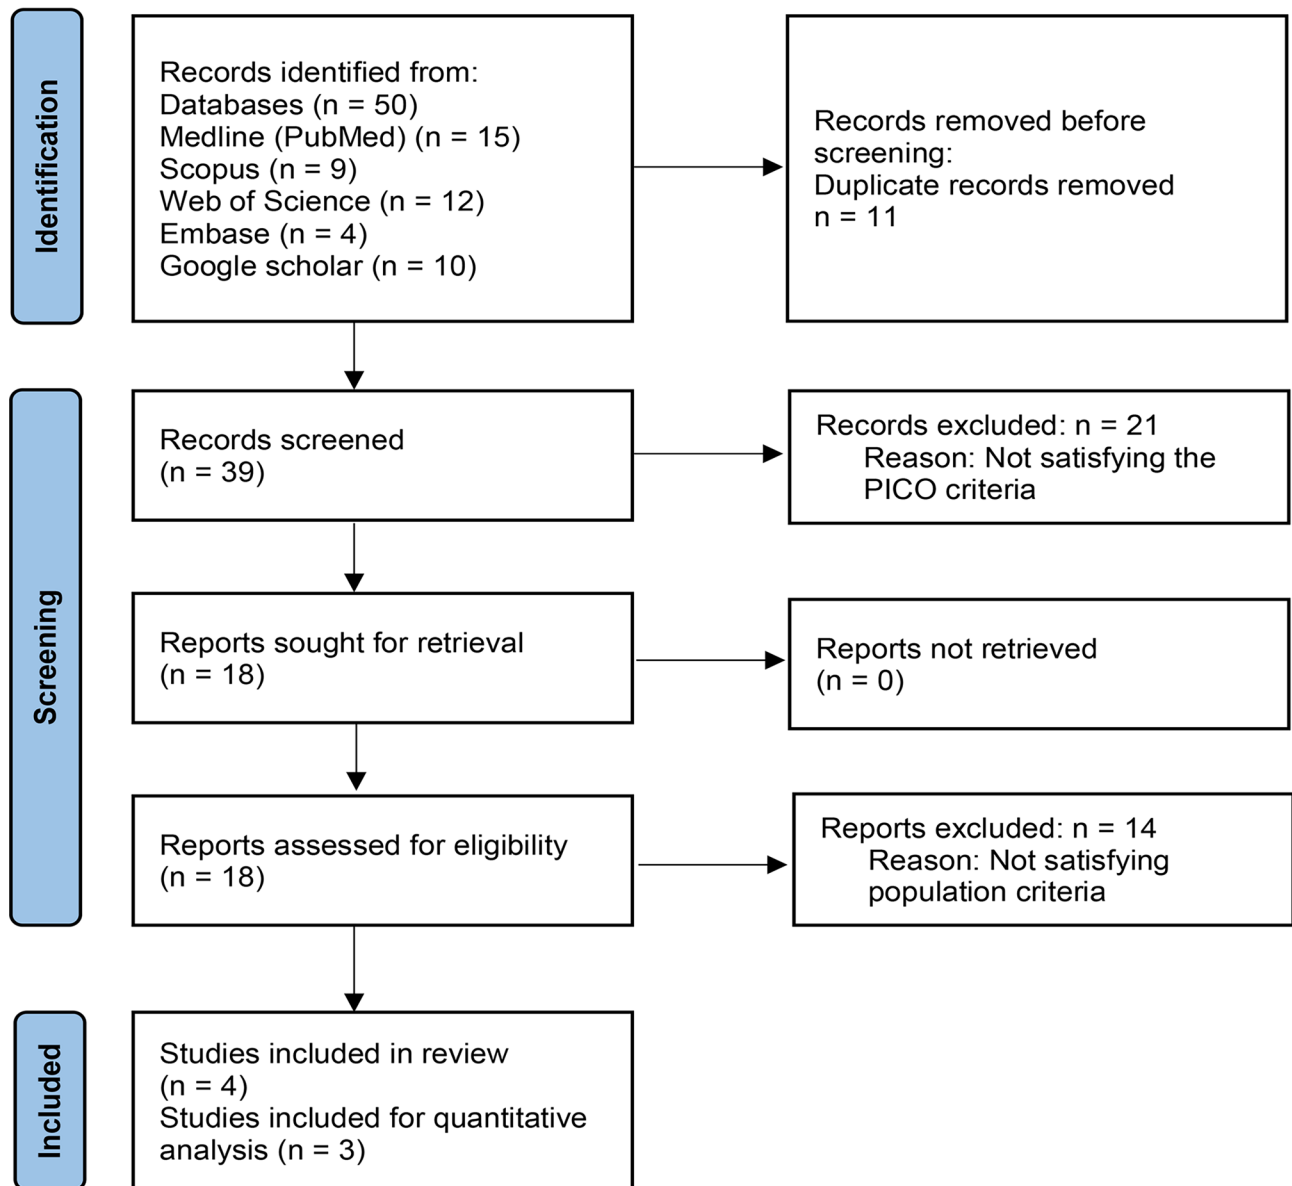 Identification
Records identified from:
Databases (n = 50)
Medline (PubMed) (n = 15)
Scopus (n = 9)
Web of Science (n = 12)
Embase (n = 4)
Google scholar (n = 10)
Records removed before
screening:
Duplicate records removed
n = 11
Screening
Records screened
(n = 39)
Records excluded: n = 21
Reason: Not satisfying the
PICO criteria
Reports sought for retrieval
(n = 18)
Reports not retrieved
(n = 0)
Reports assessed for eligibility
(n = 18)
Reports excluded: n = 14
Reason: Not satisfying
population criteria
Included
Studies included in review
(n = 4)
Studies included for quantitative
analysis (n = 3)